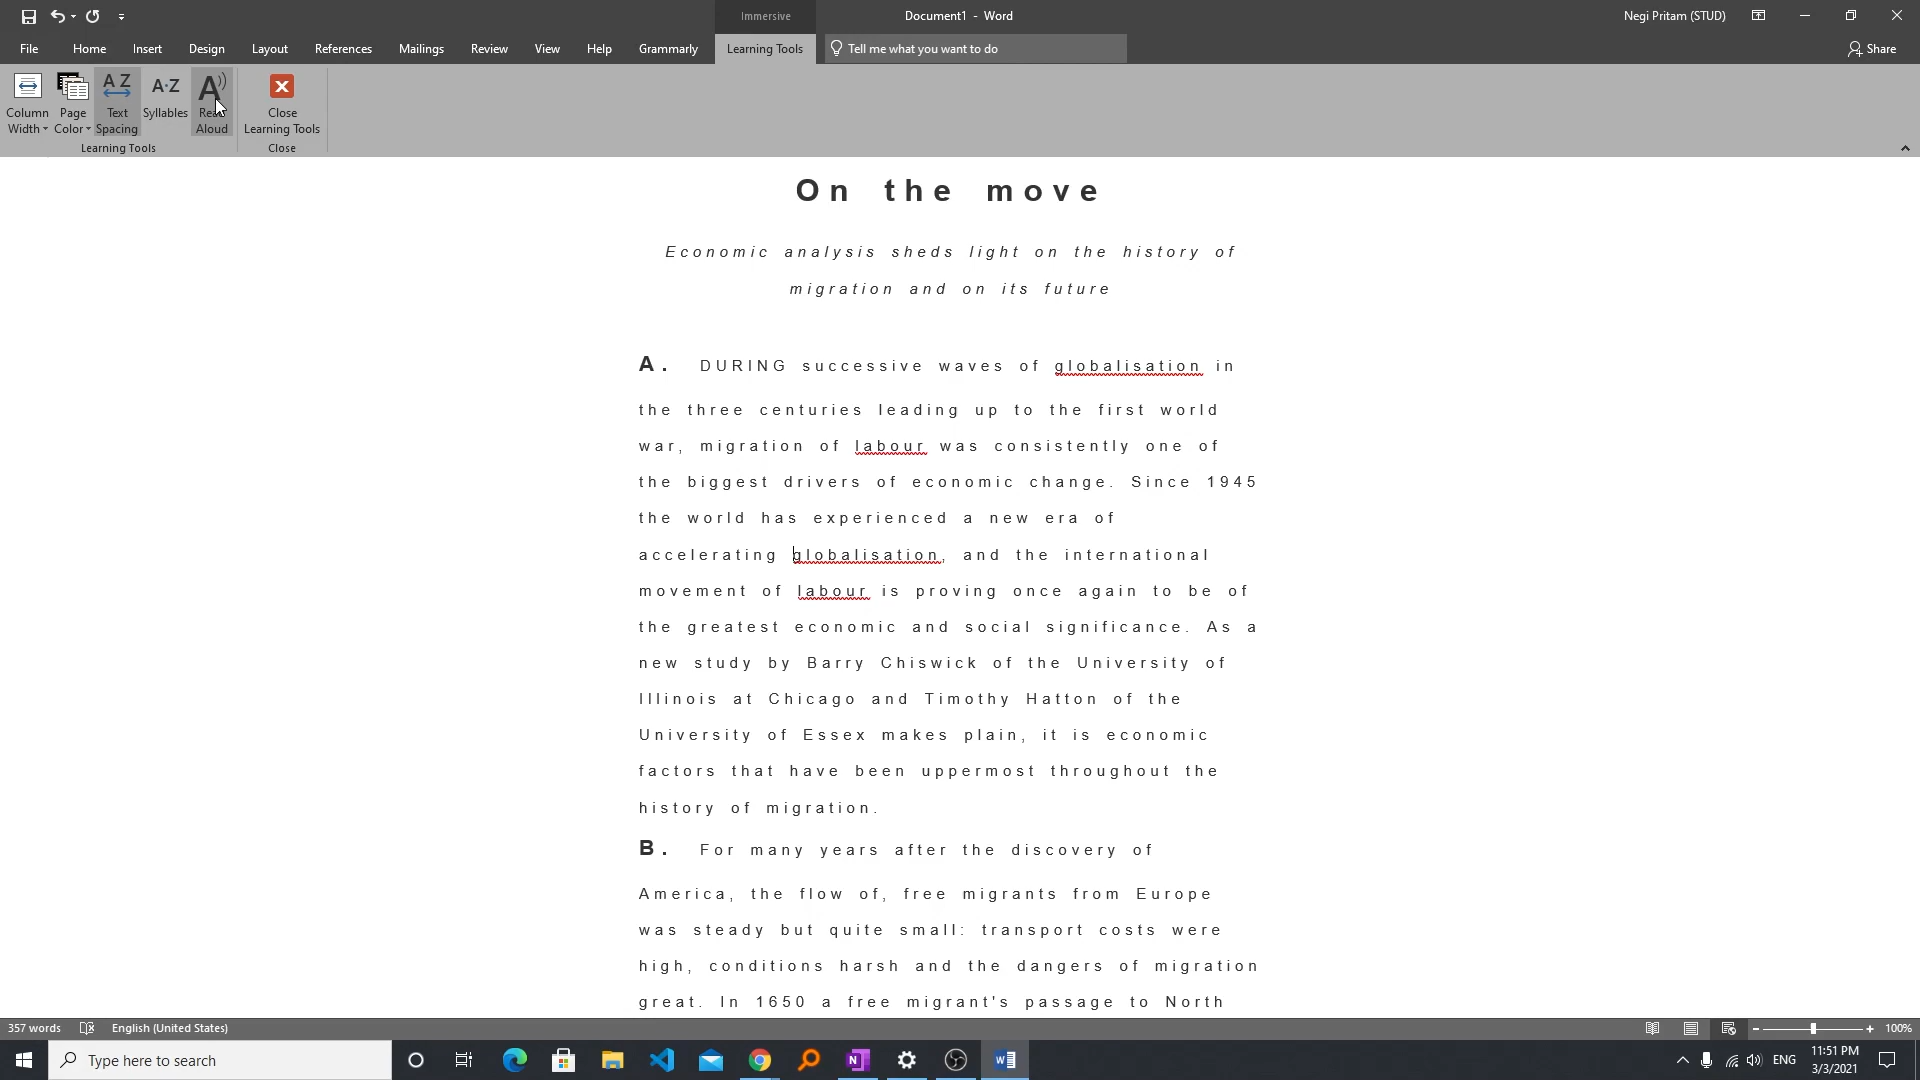 Immersive
Document1 - Word
Negi Pritam (STUD)
File Home Insert Design Layout References Mailings Review View Help Grammarly Learning Tools Tell me what you want to do Share
Column Width
Page Color
Text Spacing
A·Z Syllables
Read Aloud
Close Learning Tools
Learning Tools
Close
On the move
Economic analysis sheds light on the history of
migration and on its future
A. DURING successive waves of globalisation in
the three centuries leading up to the first world
war, migration of labour was consistently one of
the biggest drivers of economic change. Since 1945
the world has experienced a new era of
accelerating globalisation, and the international
movement of labour is proving once again to be of
the greatest economic and social significance. As a
new study by Barry Chiswick of the University of
Illinois at Chicago and Timothy Hatton of the
University of Essex makes plain, it is economic
factors that have been uppermost throughout the
history of migration.
B. For many years after the discovery of
America, the flow of, free migrants from Europe
was steady but quite small: transport costs were
high, conditions harsh and the dangers of migration
great. In 1650 a free migrant's passage to North
357 words English (United States) 100%
Type here to search
ENG
11:51 PM
3/3/2021